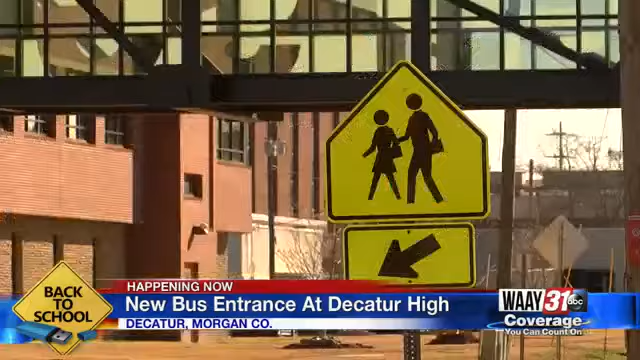 HAPPENING NOW
New Bus Entrance At Decatur High
DECATUR, MORGAN CO.
BACK
TO
SCHOOL
WAAY 31 abc
Coverage
You Can Count On